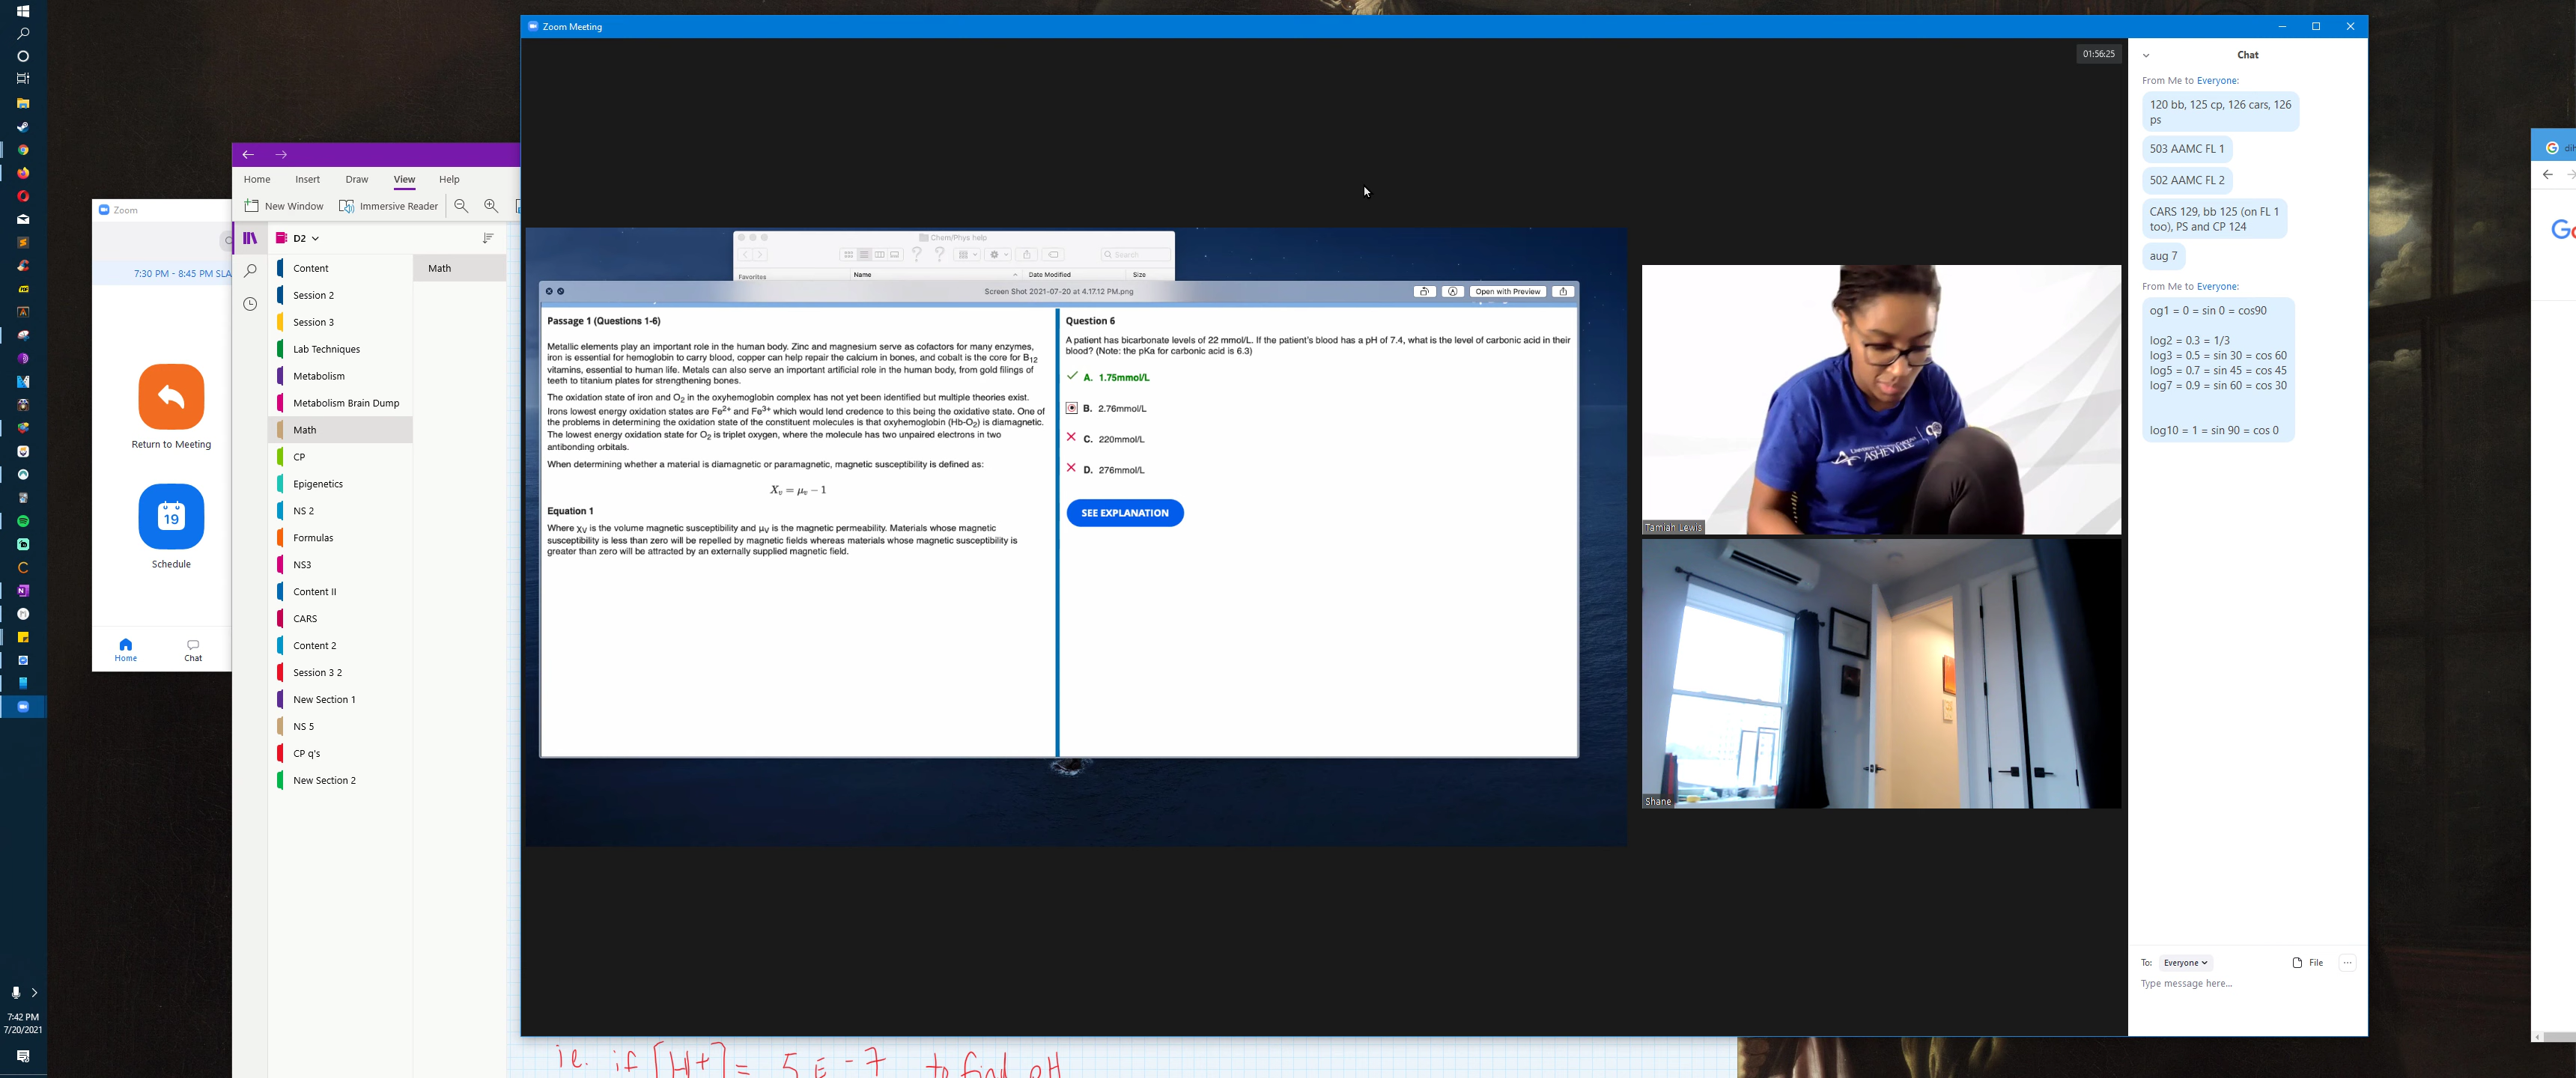 Zoom
7:30 PM - 8:45 PM SLA
Return to Meeting
19
Schedule
Home
Chat
7:42 PM
7/20/2021
Home Insert Draw View Help
New Window Immersive Reader
D2
Content
Session 2
Session 3
Lab Techniques
Metabolism
Metabolism Brain Dump
Math
CP
Epigenetics
NS 2
Formulas
NS3
Content II
CARS
Content 2
Session 3 2
New Section 1
NS 5
CP q's
New Section 2
Math
Zoom Meeting
01:56:25
Chem/Phys help
Search
Favorites Name Date Modified Size
Screen Shot 2021-07-20 at 4.17.12 PM.png
Open with Preview
Passage 1 (Questions 1-6)
Metallic elements play an important role in the human body. Zinc and magnesium serve as cofactors for many enzymes,
iron is essential for hemoglobin to carry blood, copper can help repair the calcium in bones, and cobalt is the core for B12
vitamins, essential to human life. Metals can also serve an important artificial role in the human body, from gold filings of
teeth to titanium plates for strengthening bones.
The oxidation state of iron and O2 in the oxyhemoglobin complex has not yet been identified but multiple theories exist.
Irons lowest energy oxidation states are Fe2+ and Fe3+ which would lend credence to this being the oxidative state. One of
the problems in determining the oxidation state of the constituent molecules is that oxyhemoglobin (Hb-O2) is diamagnetic.
The lowest energy oxidation state for O2 is triplet oxygen, where the molecule has two unpaired electrons in two
antibonding orbitals.
When determining whether a material is diamagnetic or paramagnetic, magnetic susceptibility is defined as:
Xv = μv − 1
Equation 1
Where χV is the volume magnetic susceptibility and μV is the magnetic permeability. Materials whose magnetic
susceptibility is less than zero will be repelled by magnetic fields whereas materials whose magnetic susceptibility is
greater than zero will be attracted by an externally supplied magnetic field.
Question 6
A patient has bicarbonate levels of 22 mmol/L. If the patient's blood has a pH of 7.4, what is the level of carbonic acid in their
blood? (Note: the pKa for carbonic acid is 6.3)
A. 1.75mmol/L
B. 2.76mmol/L
C. 220mmol/L
D. 276mmol/L
SEE EXPLANATION
ASHEVILLE
Tamiah Lewis
Shane
Chat
From Me to Everyone:
120 bb, 125 cp, 126 cars, 126
ps
503 AAMC FL 1
502 AAMC FL 2
CARS 129, bb 125 (on FL 1
too), PS and CP 124
aug 7
From Me to Everyone:
og1 = 0 = sin 0 = cos90
log2 = 0.3 = 1/3
log3 = 0.5 = sin 30 = cos 60
log5 = 0.7 = sin 45 = cos 45
log7 = 0.9 = sin 60 = cos 30
log10 = 1 = sin 90 = cos 0
To: Everyone File
Type message here...
ie. if [H+] = 5 E -7 to find pH